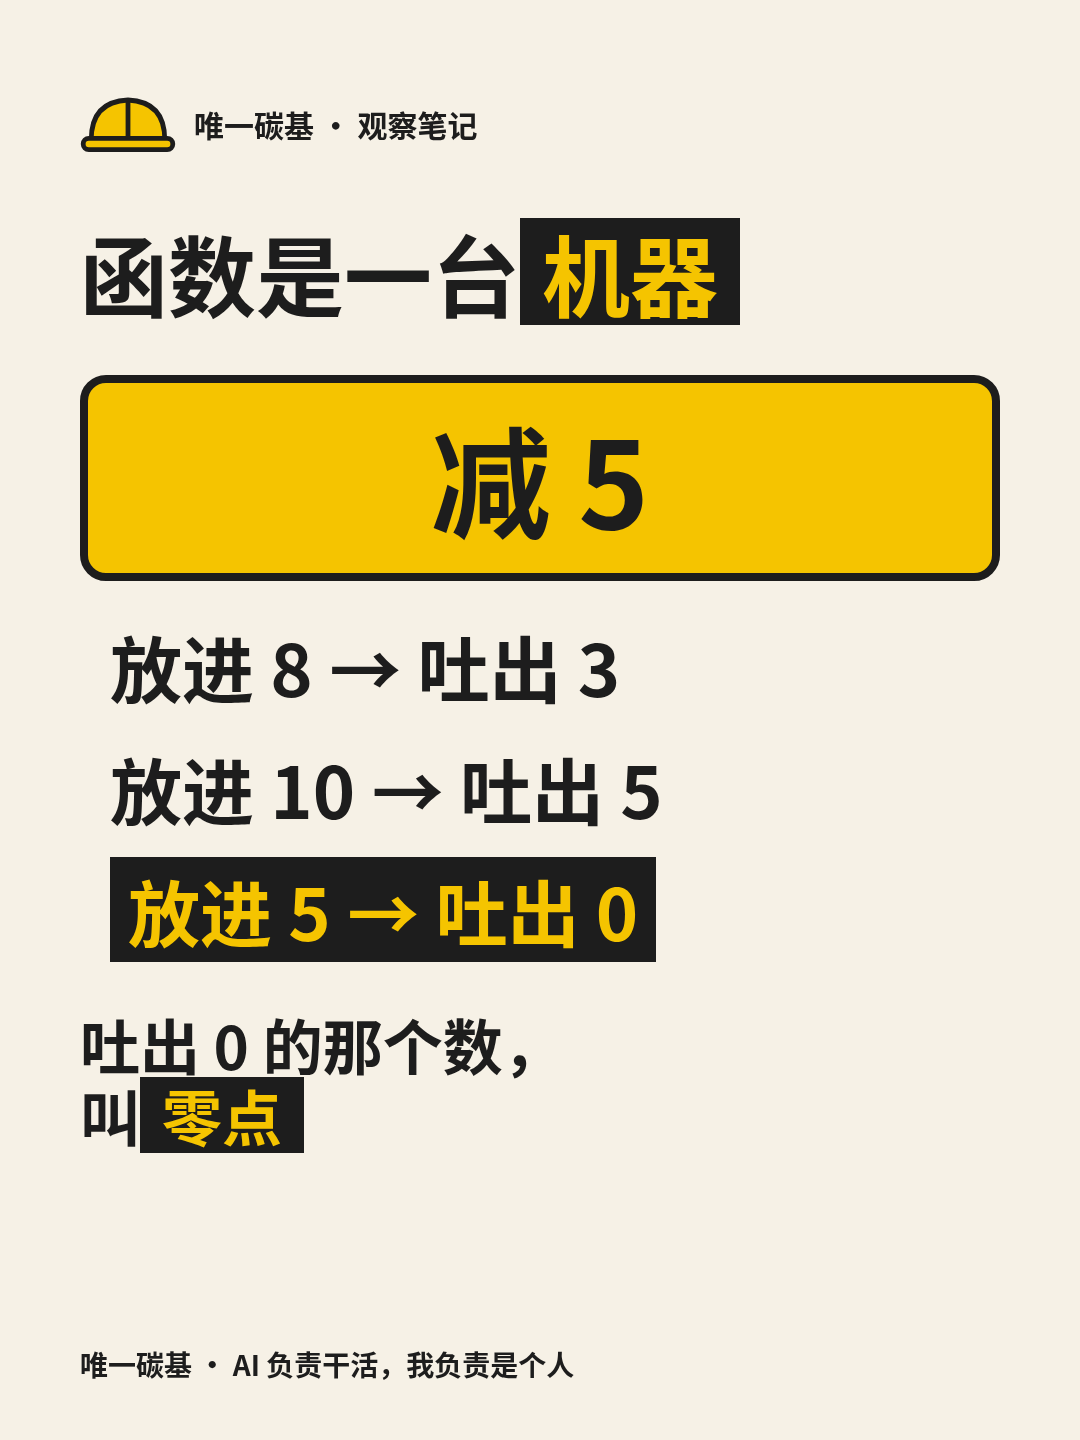 唯一碳基 · 观察笔记
函数是一台机器
减 5
放进 8 → 吐出 3
放进 10 → 吐出 5
放进 5 → 吐出 0
吐出 0 的那个数，
叫零点
唯一碳基 · AI 负责干活，我负责是个人